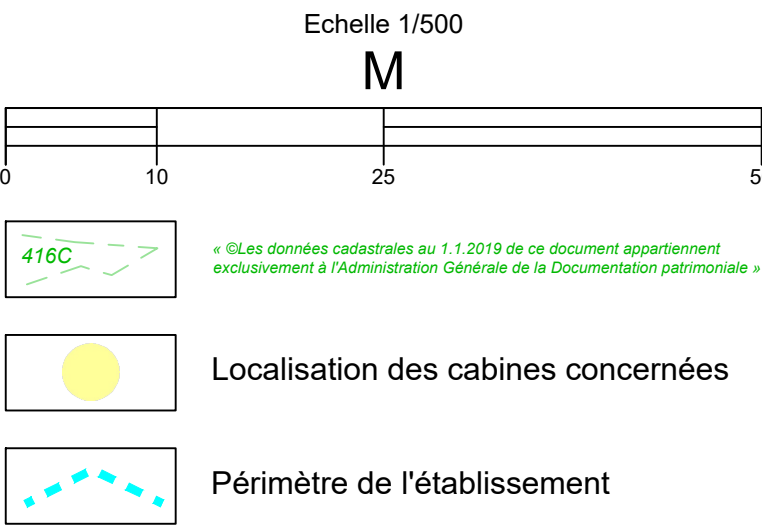 Echelle 1/500
M
0 10 25 5
416C
« ©Les données cadastrales au 1.1.2019 de ce document appartiennent
exclusivement à l'Administration Générale de la Documentation patrimoniale »
Localisation des cabines concernées
Périmètre de l'établissement